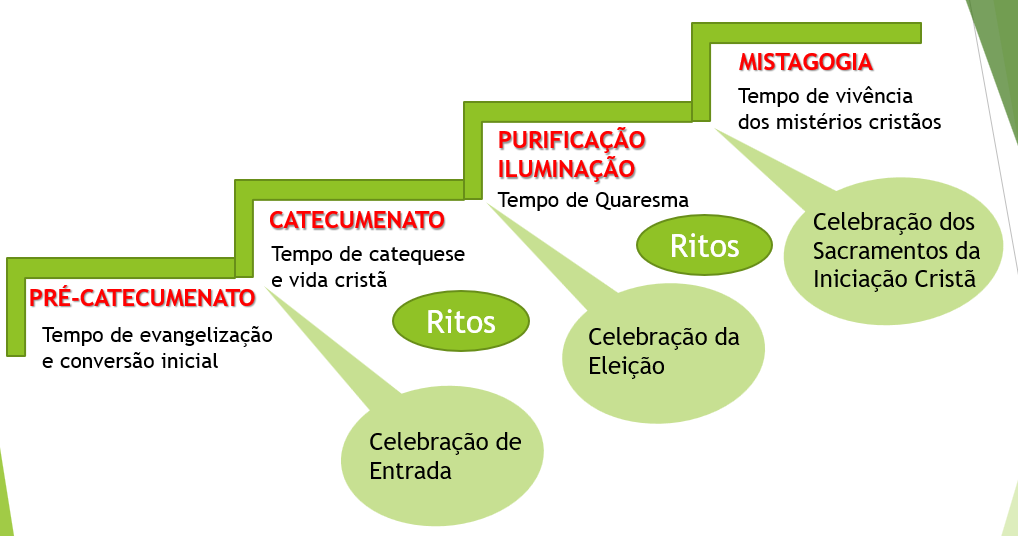 PRÉ-CATECUMENATO
Tempo de evangelização
e conversão inicial
CATECUMENATO
Tempo de catequese
e vida cristã
PURIFICAÇÃO
ILUMINAÇÃO
Tempo de Quaresma
MISTAGOGIA
Tempo de vivência
dos mistérios cristãos
Celebração de
Entrada
Ritos
Celebração da
Eleição
Ritos
Celebração dos
Sacramentos da
Iniciação Cristã